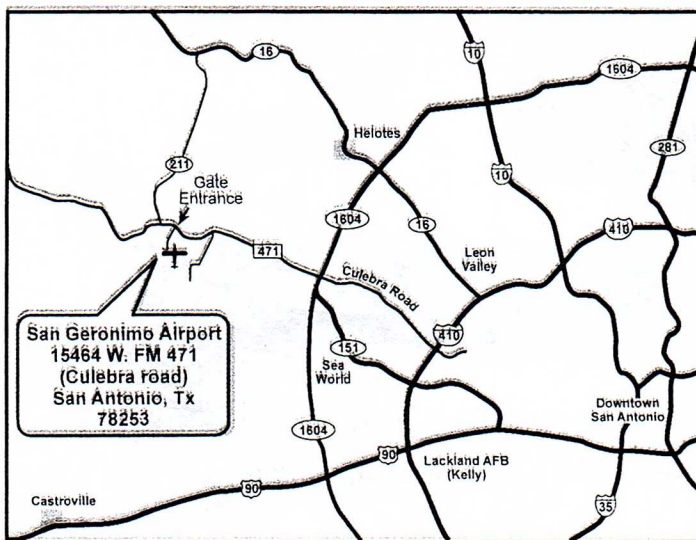 16
10
1604
Helotes
281
211
Gate
Entrance
10
1604
16
410
471
Leon
Valley
Culebra Road
San Geronimo Airport
15464 W. FM 471
(Culebra road)
San Antonio, Tx
78253
410
151
Sea
World
Downtown
San Antonio
1604
90
Lackland AFB
(Kelly)
90
35
Castroville